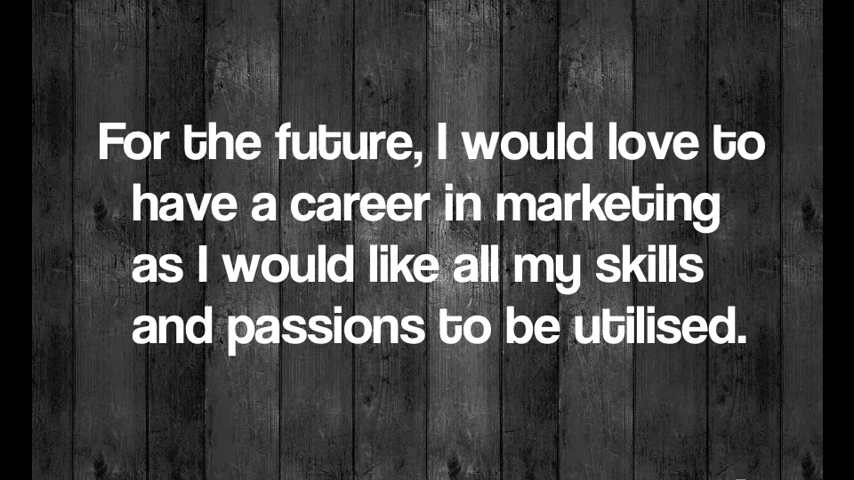 For the future, I would love to
have a career in marketing
as I would like all my skills
and passions to be utilised.